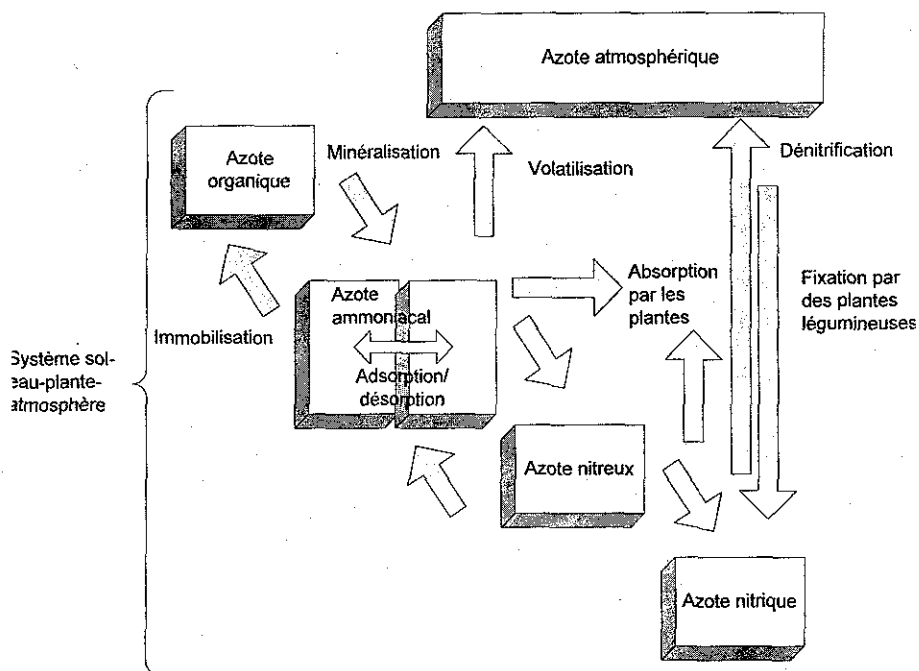 Azote atmosphérique
Azote
organique
Minéralisation
Volatilisation
Dénitrification
Azote
ammoniacal
Adsorption/
désorption
Absorption
par les
plantes
Fixation par
des plantes
légumineuses
Immobilisation
Système sol-
eau-plante-
atmosphère
Azote nitreux
Azote nitrique